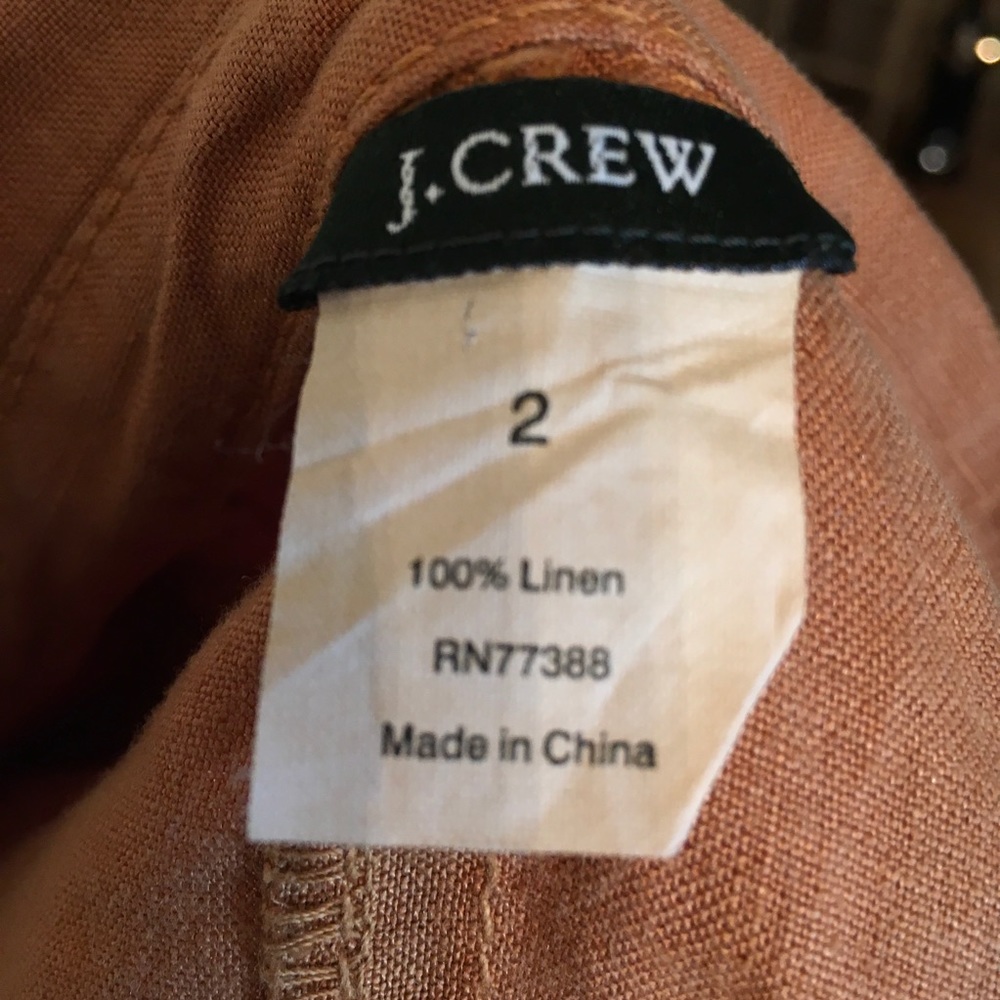 J.CREW
2
100% Linen
RN77388
Made in China